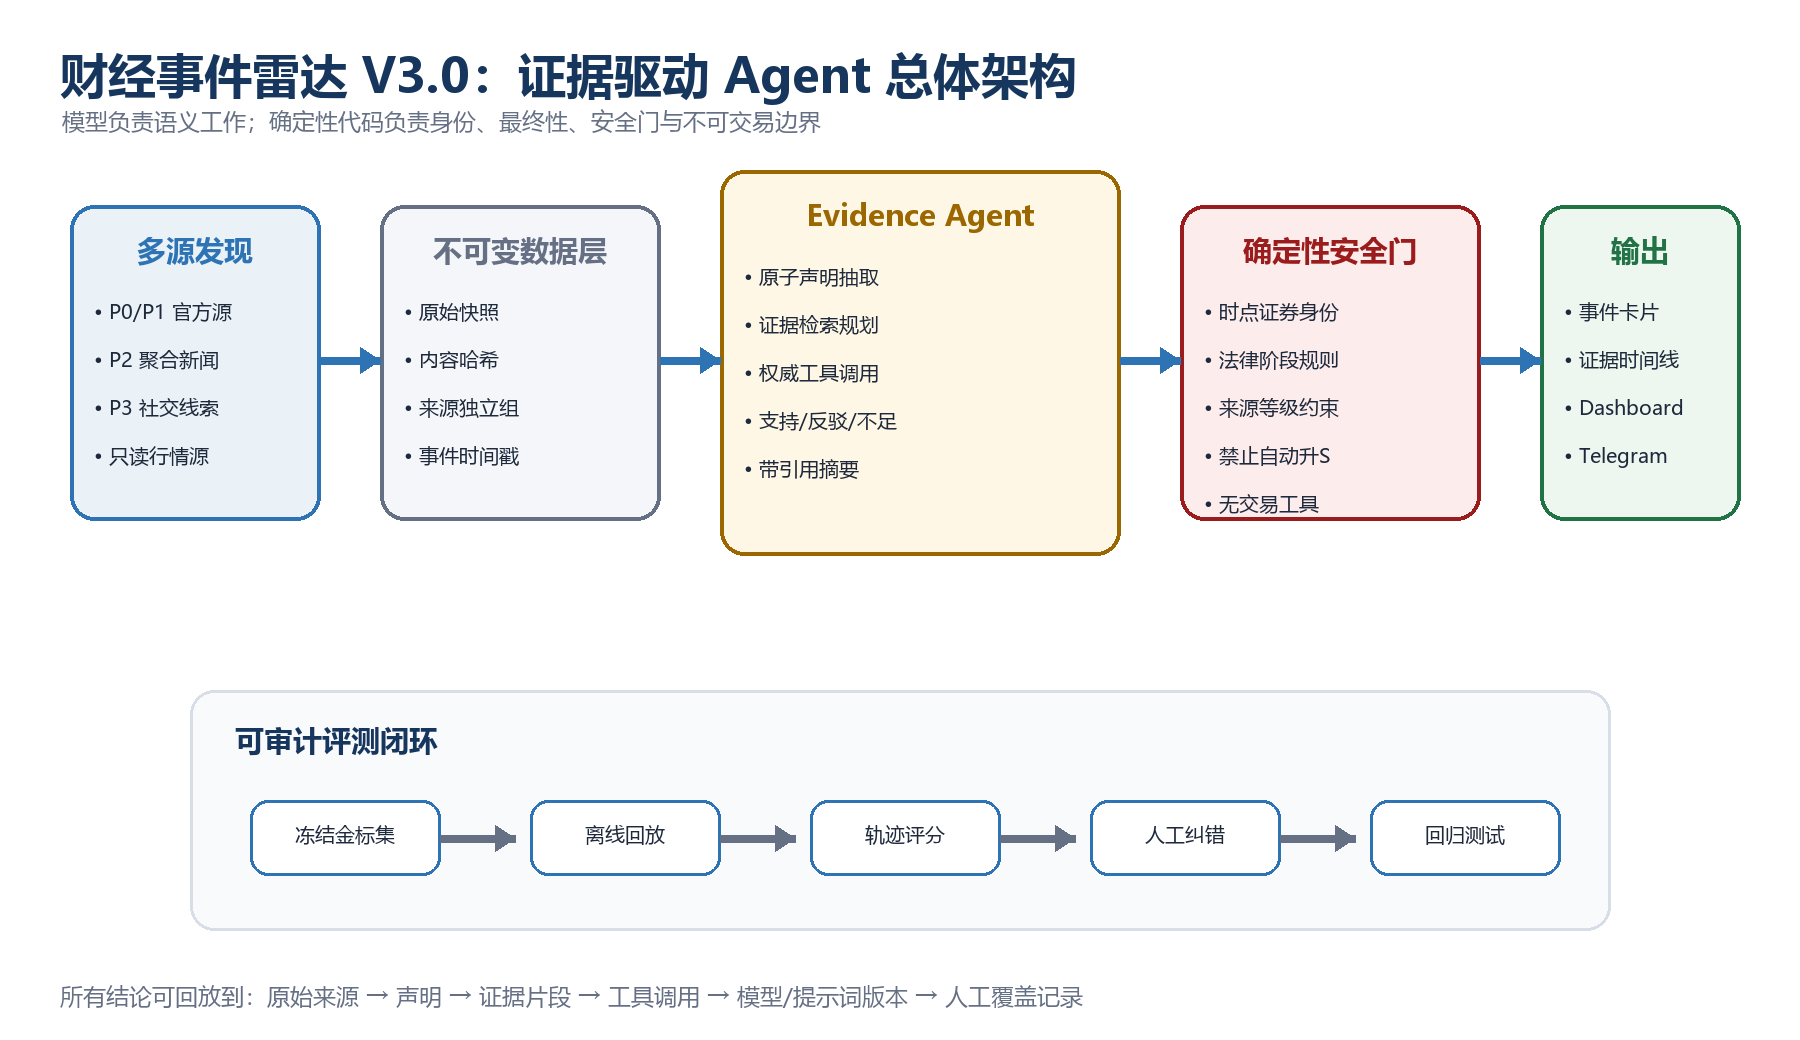 财经事件雷达 V3.0：证据驱动 Agent 总体架构
模型负责语义工作；确定性代码负责身份、最终性、安全门与不可交易边界
多源发现
• P0/P1 官方源
• P2 聚合新闻
• P3 社交线索
• 只读行情源
不可变数据层
• 原始快照
• 内容哈希
• 来源独立组
• 事件时间戳
Evidence Agent
• 原子声明抽取
• 证据检索规划
• 权威工具调用
• 支持/反驳/不足
• 带引用摘要
确定性安全门
• 时点证券身份
• 法律阶段规则
• 来源等级约束
• 禁止自动升S
• 无交易工具
输出
• 事件卡片
• 证据时间线
• Dashboard
• Telegram
可审计评测闭环
冻结金标集
离线回放
轨迹评分
人工纠错
回归测试
所有结论可回放到：原始来源 → 声明 → 证据片段 → 工具调用 → 模型/提示词版本 → 人工覆盖记录